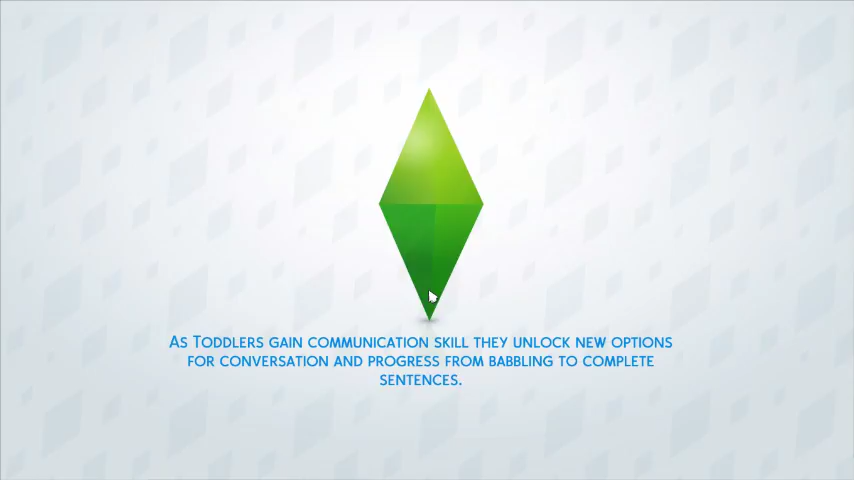 As Toddlers gain communication skill they unlock new options
for conversation and progress from babbling to complete
sentences.